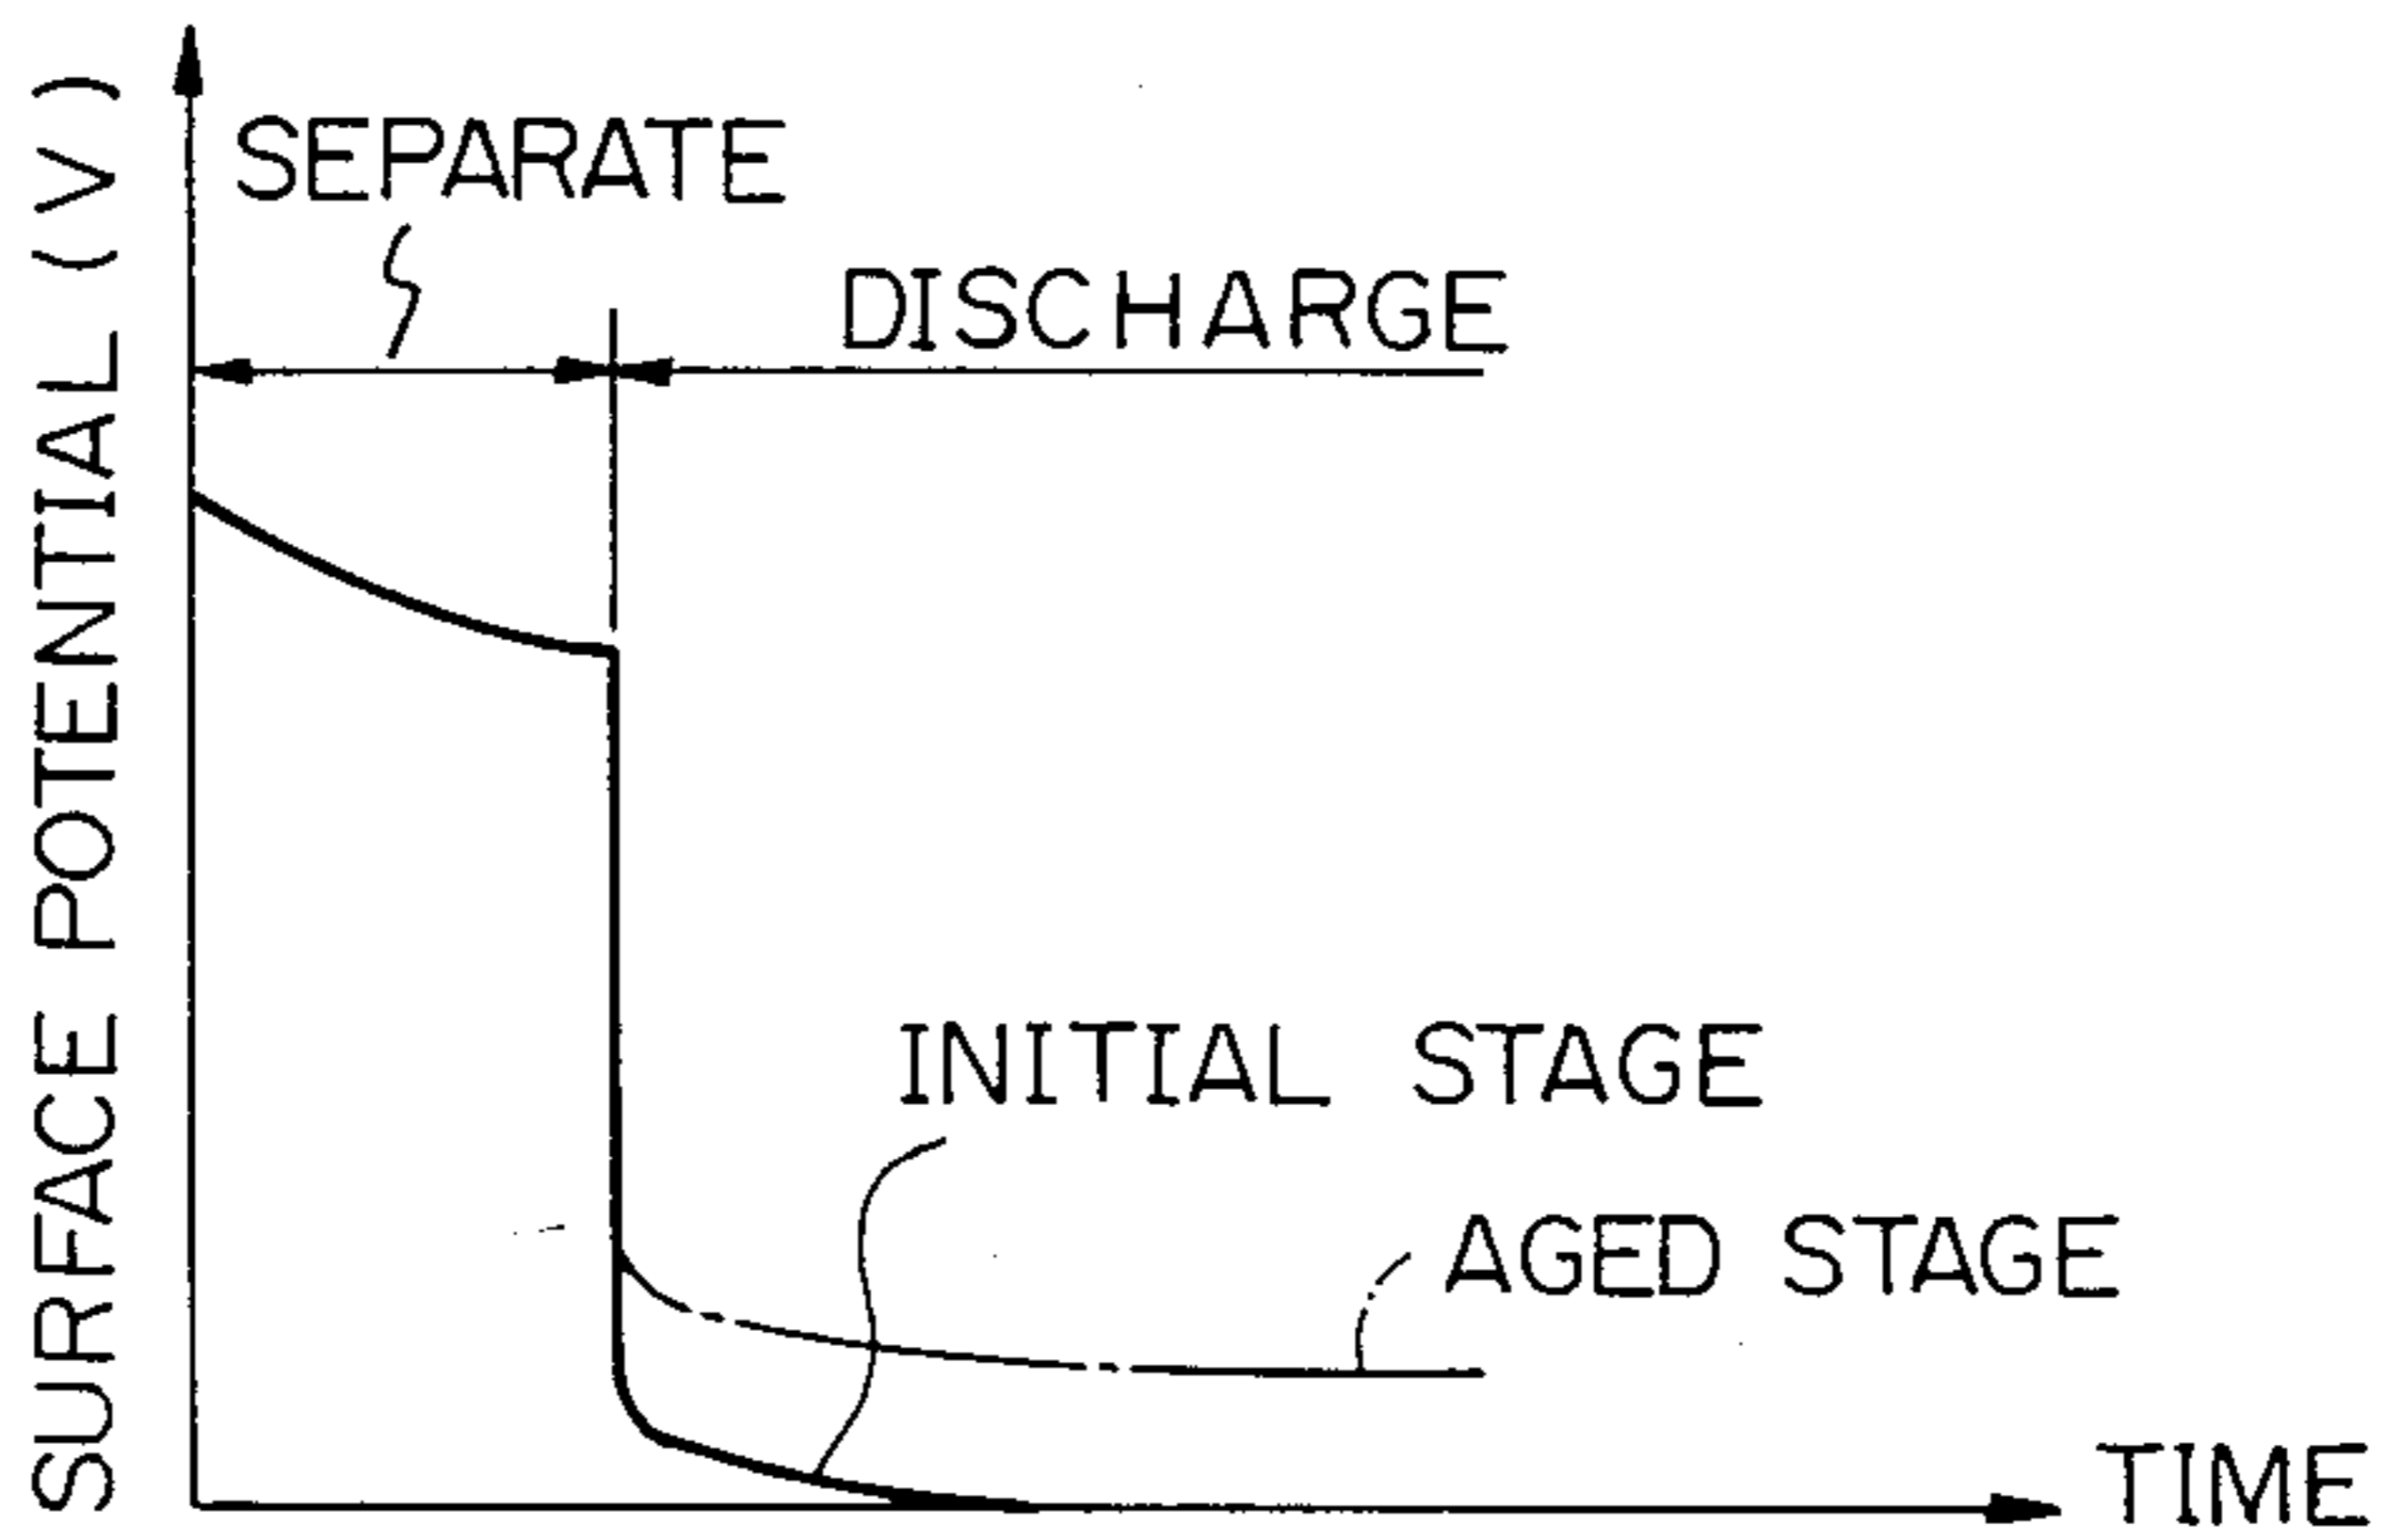 SURFACE POTENTIAL (V)
SEPARATE
DISCHARGE
INITIAL STAGE
AGED STAGE
TIME